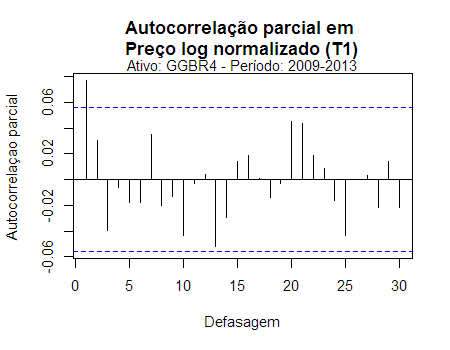 Autocorrelação parcial em
Preço log normalizado (T1)
Ativo: GGBR4 - Período: 2009-2013
Autocorrelaçao parcial
0.06
0.02
-0.02
-0.06
0 5 10 15 20 25 30
Defasagem